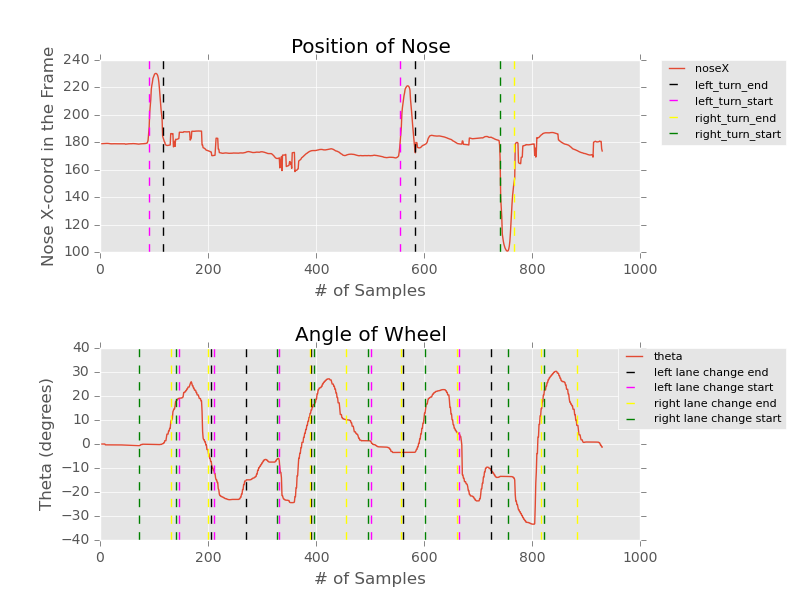 Position of Nose
240
220
200
180
160
140
120
100
Nose X-coord in the Frame
0 200 400 600 800 1000
# of Samples
noseX
left_turn_end
left_turn_start
right_turn_end
right_turn_start
Angle of Wheel
40
30
20
10
0
−10
−20
−30
−40
Theta (degrees)
0 200 400 600 800 1000
# of Samples
theta
left lane change end
left lane change start
right lane change end
right lane change start